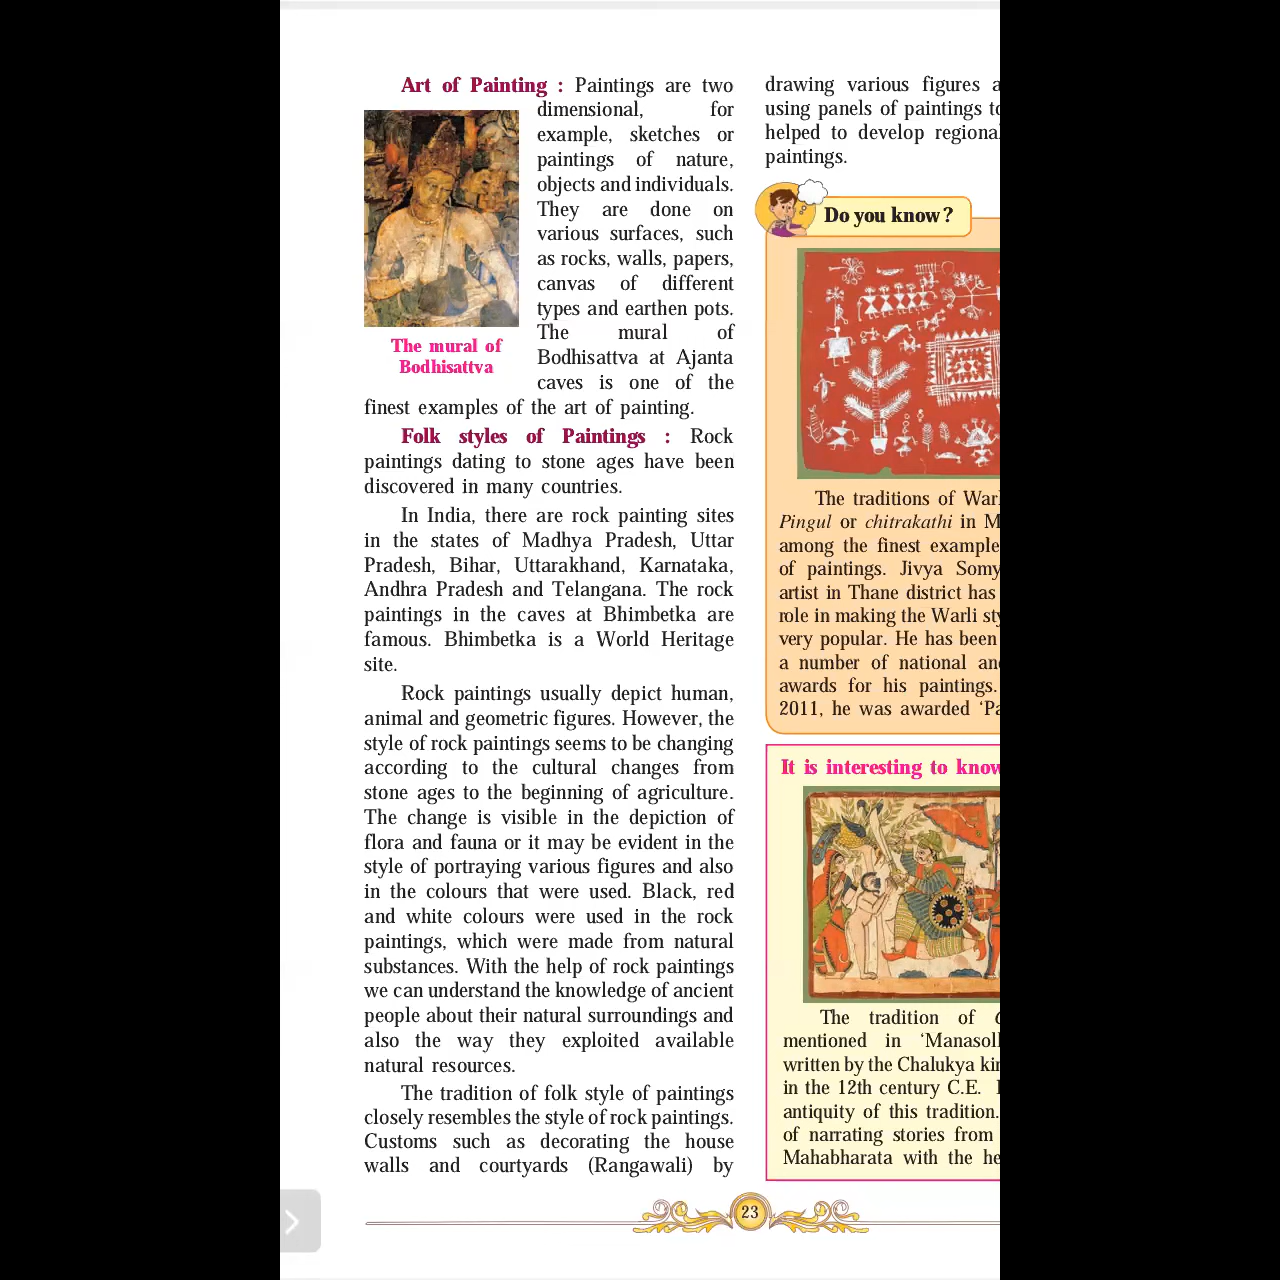 Art of Painting : Paintings are two
dimensional, for
example, sketches or
paintings of nature,
objects and individuals.
They are done on
various surfaces, such
as rocks, walls, papers,
canvas of different
types and earthen pots.
The mural of
Bodhisattva at Ajanta
caves is one of the
finest examples of the art of painting.
The mural of
Bodhisattva
Folk styles of Paintings : Rock
paintings dating to stone ages have been
discovered in many countries.
In India, there are rock painting sites
in the states of Madhya Pradesh, Uttar
Pradesh, Bihar, Uttarakhand, Karnataka,
Andhra Pradesh and Telangana. The rock
paintings in the caves at Bhimbetka are
famous. Bhimbetka is a World Heritage
site.
Rock paintings usually depict human,
animal and geometric figures. However, the
style of rock paintings seems to be changing
according to the cultural changes from
stone ages to the beginning of agriculture.
The change is visible in the depiction of
flora and fauna or it may be evident in the
style of portraying various figures and also
in the colours that were used. Black, red
and white colours were used in the rock
paintings, which were made from natural
substances. With the help of rock paintings
we can understand the knowledge of ancient
people about their natural surroundings and
also the way they exploited available
natural resources.
The tradition of folk style of paintings
closely resembles the style of rock paintings.
Customs such as decorating the house
walls and courtyards (Rangawali) by
drawing various figures
using panels of paintings
helped to develop
paintings.
Do you know ?
The traditions of
Pingul or chitrakathi in
among the finest
of paintings. Jivya
artist in Thane district has
role in making the Warli
very popular. He has been
a number of national
awards for his paintings.
2011, he was awarded
It is interesting to
The tradition of
mentioned in
written by the Chalukya
in the 12th century C.E.
antiquity of this tradition.
of narrating stories from
Mahabharata with the
23